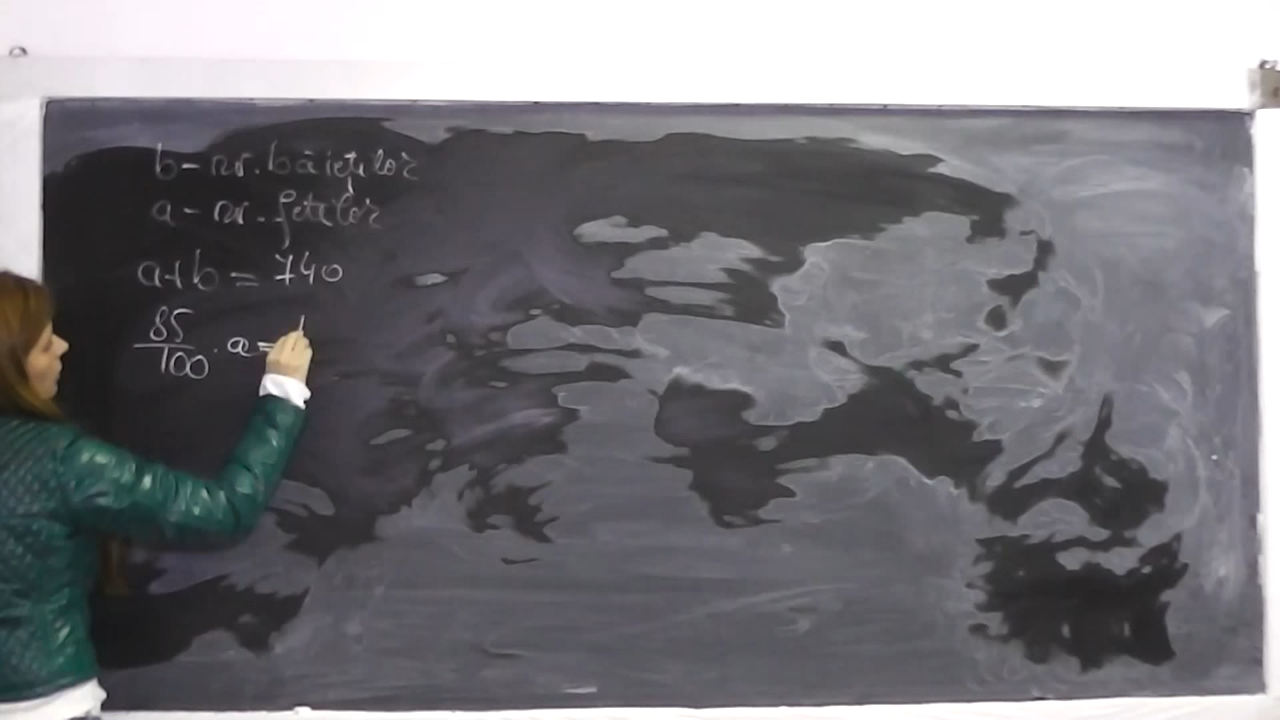 b - nr. băieților
a - nr. fetelor
a+b = 740
85/100 · a =